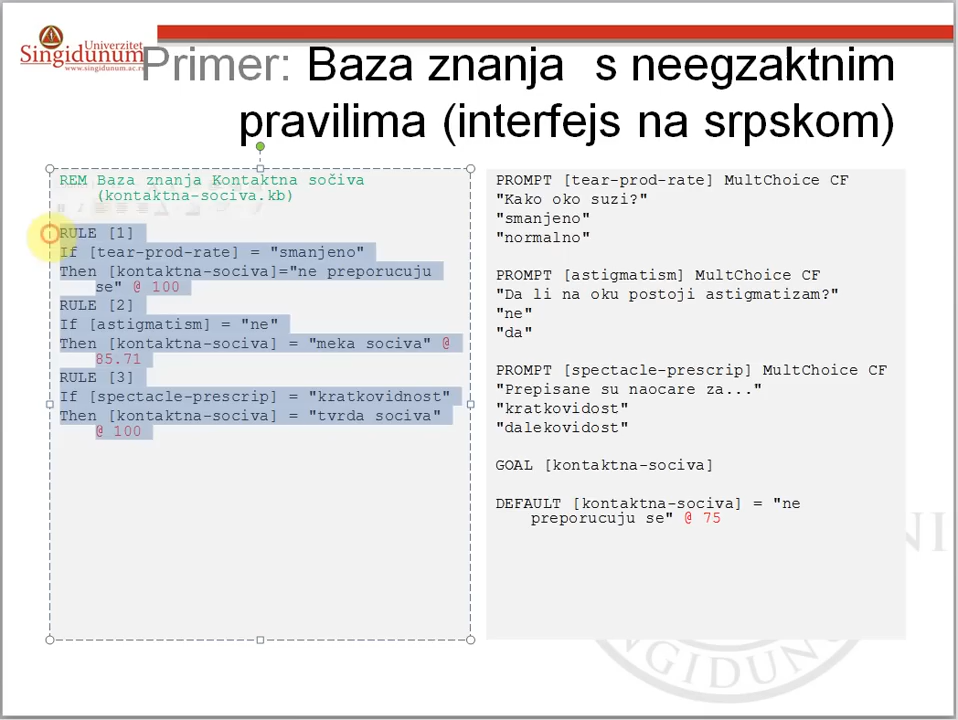 Univerzitet
Singidunum
www.singidunum.ac.rs
Primer: Baza znanja s neegzaktnim
pravilima (interfejs na srpskom)
REM Baza znanja Kontaktna sočiva
(kontaktna-sociva.kb)
RULE [1]
If [tear-prod-rate] = "smanjeno"
Then [kontaktna-sociva]="ne preporucuju
se" @ 100
RULE [2]
If [astigmatism] = "ne"
Then [kontaktna-sociva] = "meka sociva" @
85.71
RULE [3]
If [spectacle-prescrip] = "kratkovidnost"
Then [kontaktna-sociva] = "tvrda sociva"
@ 100
PROMPT [tear-prod-rate] MultChoice CF
"Kako oko suzi?"
"smanjeno"
"normalno"
PROMPT [astigmatism] MultChoice CF
"Da li na oku postoji astigmatizam?"
"ne"
"da"
PROMPT [spectacle-prescrip] MultChoice CF
"Prepisane su naocare za..."
"kratkovidost"
"dalekovidost"
GOAL [kontaktna-sociva]
DEFAULT [kontaktna-sociva] = "ne
preporucuju se" @ 75